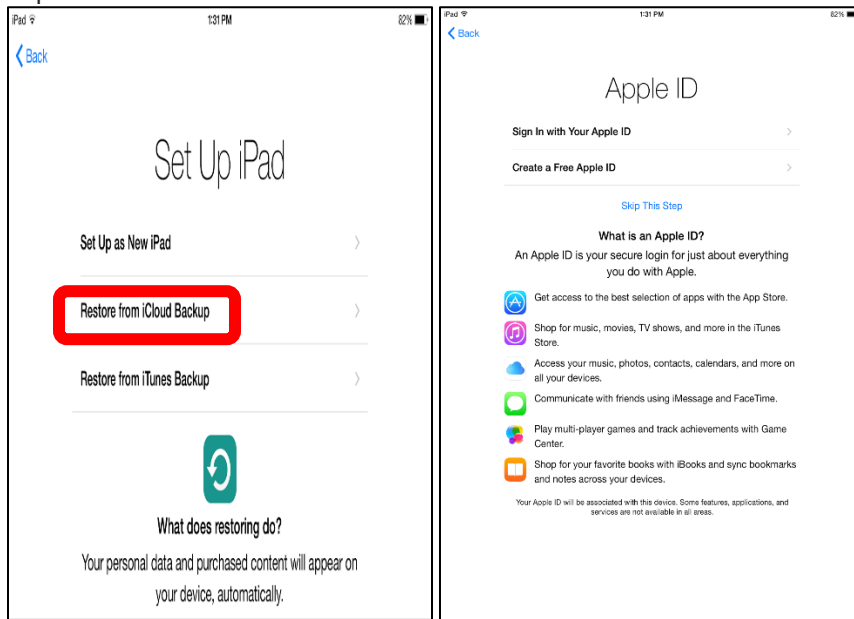 iPad 1:31 PM 82%
Back
Set Up iPad
Set Up as New iPad
Restore from iCloud Backup
Restore from iTunes Backup
What does restoring do?
Your personal data and purchased content will appear on
your device, automatically.
iPad 1:31 PM 82%
Back
Apple ID
Sign In with Your Apple ID
Create a Free Apple ID
Skip This Step
What is an Apple ID?
An Apple ID is your secure login for just about everything
you do with Apple.
Get access to the best selection of apps with the App Store.
Shop for music, movies, TV shows, and more in the iTunes
Store.
Access your music, photos, contacts, calendars, and more on
all your devices.
Communicate with friends using iMessage and FaceTime.
Play multi-player games and track achievements with Game
Center.
Shop for your favorite books with iBooks and sync bookmarks
and notes across your devices.
Your Apple ID will be associated with this device. Some features, applications, and
services are not available in all areas.